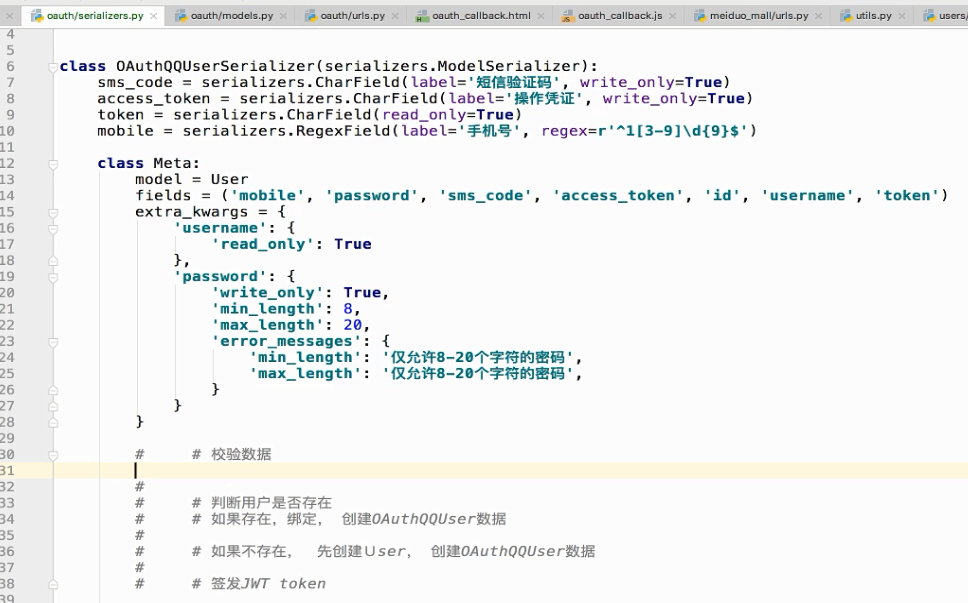 oauth/serializers.py × oauth/models.py × oauth/urls.py × oauth_callback.html × oauth_callback.js × meiduo_mall/urls.py × utils.py × users/
4
5
6 class OAuthQQUserSerializer(serializers.ModelSerializer):
7 sms_code = serializers.CharField(label='短信验证码', write_only=True)
8 access_token = serializers.CharField(label='操作凭证', write_only=True)
9 token = serializers.CharField(read_only=True)
10 mobile = serializers.RegexField(label='手机号', regex=r'^1[3-9]\d{9}$')
11
12 class Meta:
13 model = User
14 fields = ('mobile', 'password', 'sms_code', 'access_token', 'id', 'username', 'token')
15 extra_kwargs = {
16 'username': {
17 'read_only': True
18 },
19 'password': {
20 'write_only': True,
21 'min_length': 8,
22 'max_length': 20,
23 'error_messages': {
24 'min_length': '仅允许8-20个字符的密码',
25 'max_length': '仅允许8-20个字符的密码',
26 }
27 }
28 }
29
30 # # 校验数据
31
32 #
33 # # 判断用户是否存在
34 # # 如果存在，绑定， 创建OAuthQQUser数据
35 #
36 # # 如果不存在， 先创建User， 创建OAuthQQUser数据
37 #
38 # # 签发JWT token
39